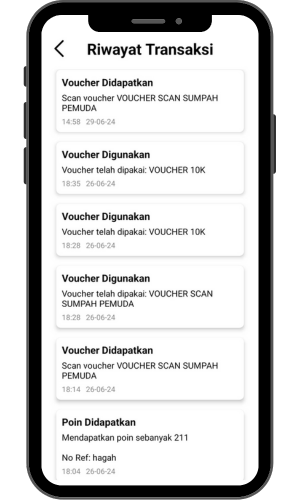 Riwayat Transaksi
Voucher Didapatkan
Scan voucher VOUCHER SCAN SUMPAH
PEMUDA
14:58 29-06-24
Voucher Digunakan
Voucher telah dipakai: VOUCHER 10K
18:35 26-06-24
Voucher Digunakan
Voucher telah dipakai: VOUCHER 10K
18:28 26-06-24
Voucher Digunakan
Voucher telah dipakai: VOUCHER SCAN
SUMPAH PEMUDA
18:28 26-06-24
Voucher Didapatkan
Scan voucher VOUCHER SCAN SUMPAH
PEMUDA
18:14 26-06-24
Poin Didapatkan
Mendapatkan poin sebanyak 211
No Ref: hagah
18:04 26-06-24